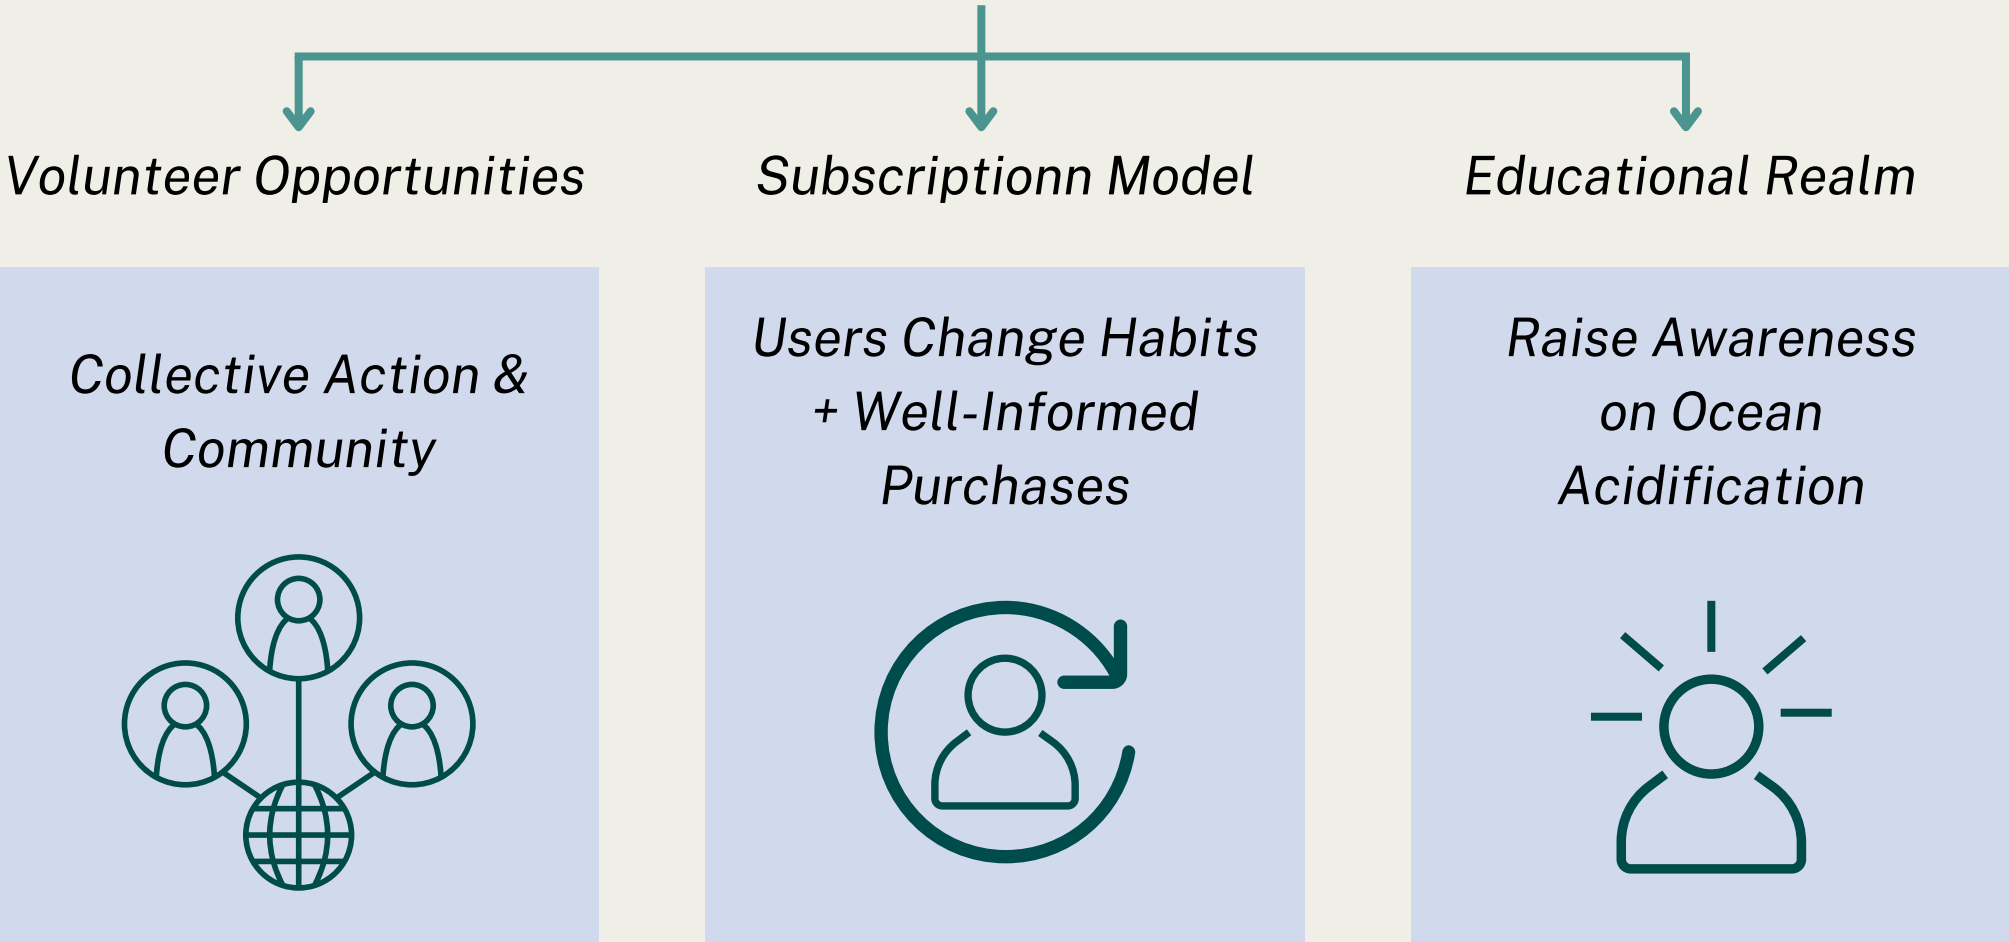 Volunteer Opportunities
Subscriptionn Model
Educational Realm
Collective Action &
Community
Users Change Habits
+ Well-Informed
Purchases
Raise Awareness
on Ocean
Acidification